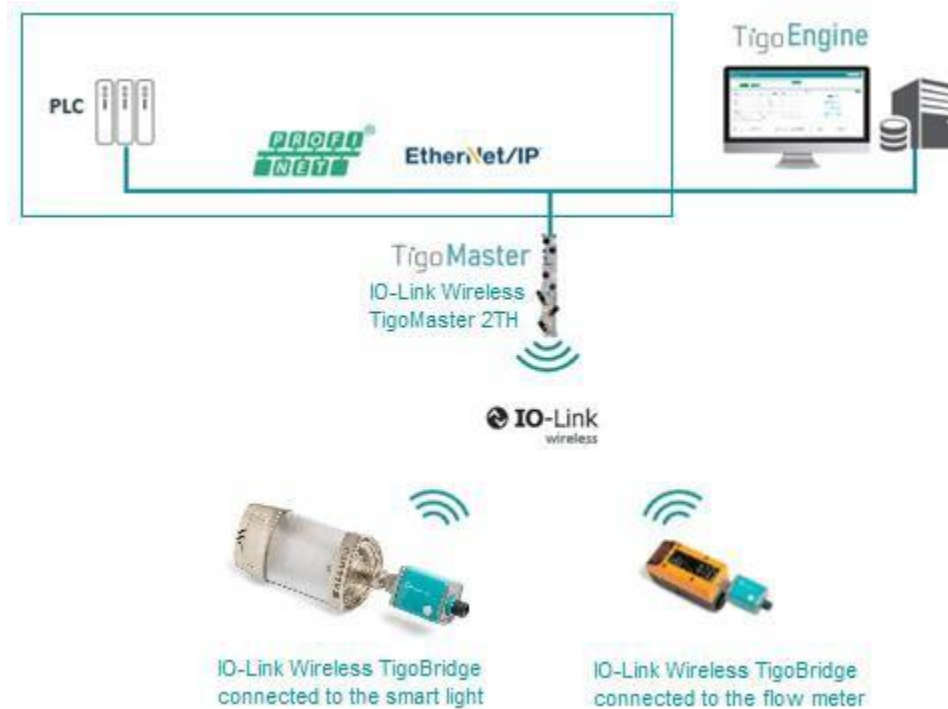 TigoEngine
PLC
PROFI
NET
®
EtherNet/IP
TigoMaster
IO-Link Wireless
TigoMaster 2TH
IO-Link
wireless
BALLUFF
IO-Link Wireless TigoBridge
connected to the smart light
IO-Link Wireless TigoBridge
connected to the flow meter